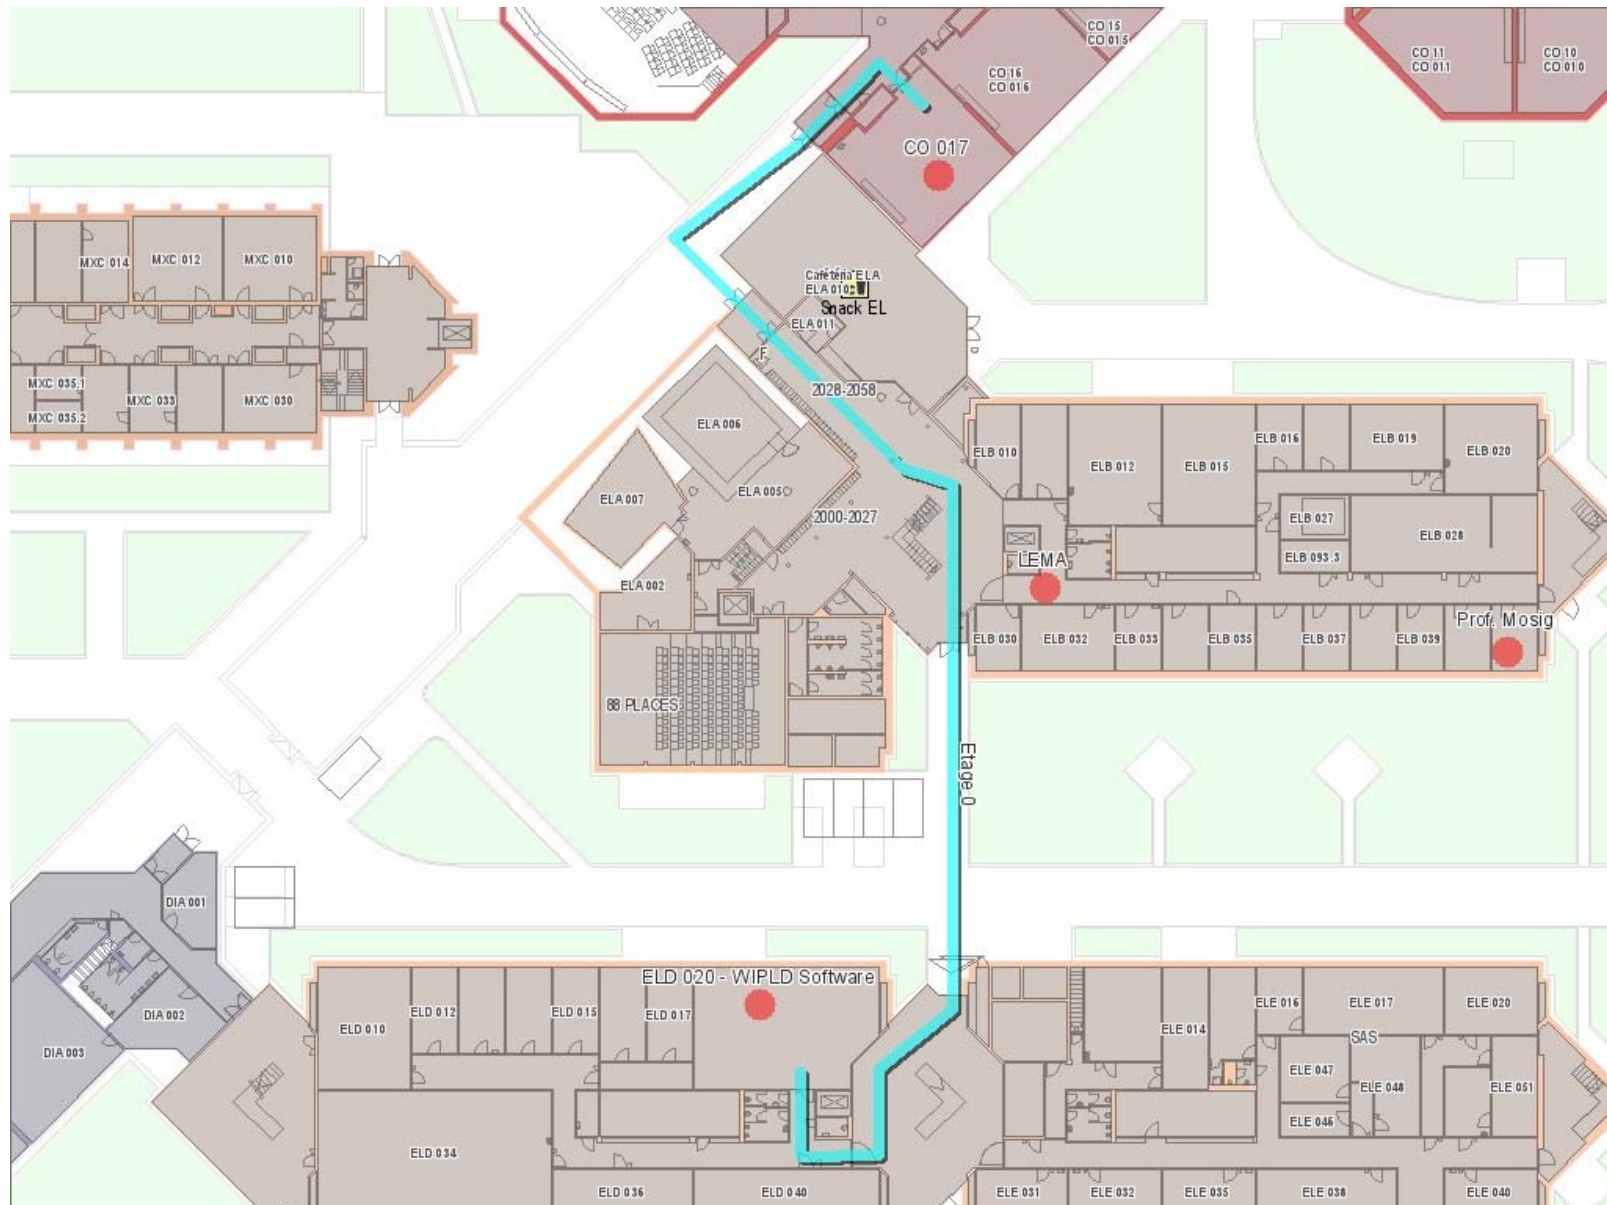 CO 15
CO 015
CO 11
CO 011
CO 10
CO 010
CO 16
CO 016
CO 017
MXC 014
MXC 012
MXC 010
Cafétéria ELA
ELA 010
Snack EL
ELA 011
F
MXC 035.1
MXC 033
MXC 030
MXC 035.2
2028-2058
ELA 006
ELB 010
ELB 012
ELB 015
ELB 016
ELB 019
ELB 020
ELA 007
ELA 005
2000-2027
ELB 027
ELB 028
ELB 093.3
LEMA
ELA 002
Prof. Mosig
ELB 030
ELB 032
ELB 033
ELB 035
ELB 037
ELB 039
88 PLACES
Etage 0
DIA 001
ELD 020 - WIPLD Software
DIA 002
DIA 003
ELD 010
ELD 012
ELD 015
ELD 017
ELE 014
ELE 016
ELE 017
ELE 020
SAS
ELE 047
ELE 048
ELE 051
ELE 046
ELD 034
ELD 036
ELD 040
ELE 031
ELE 032
ELE 035
ELE 038
ELE 040